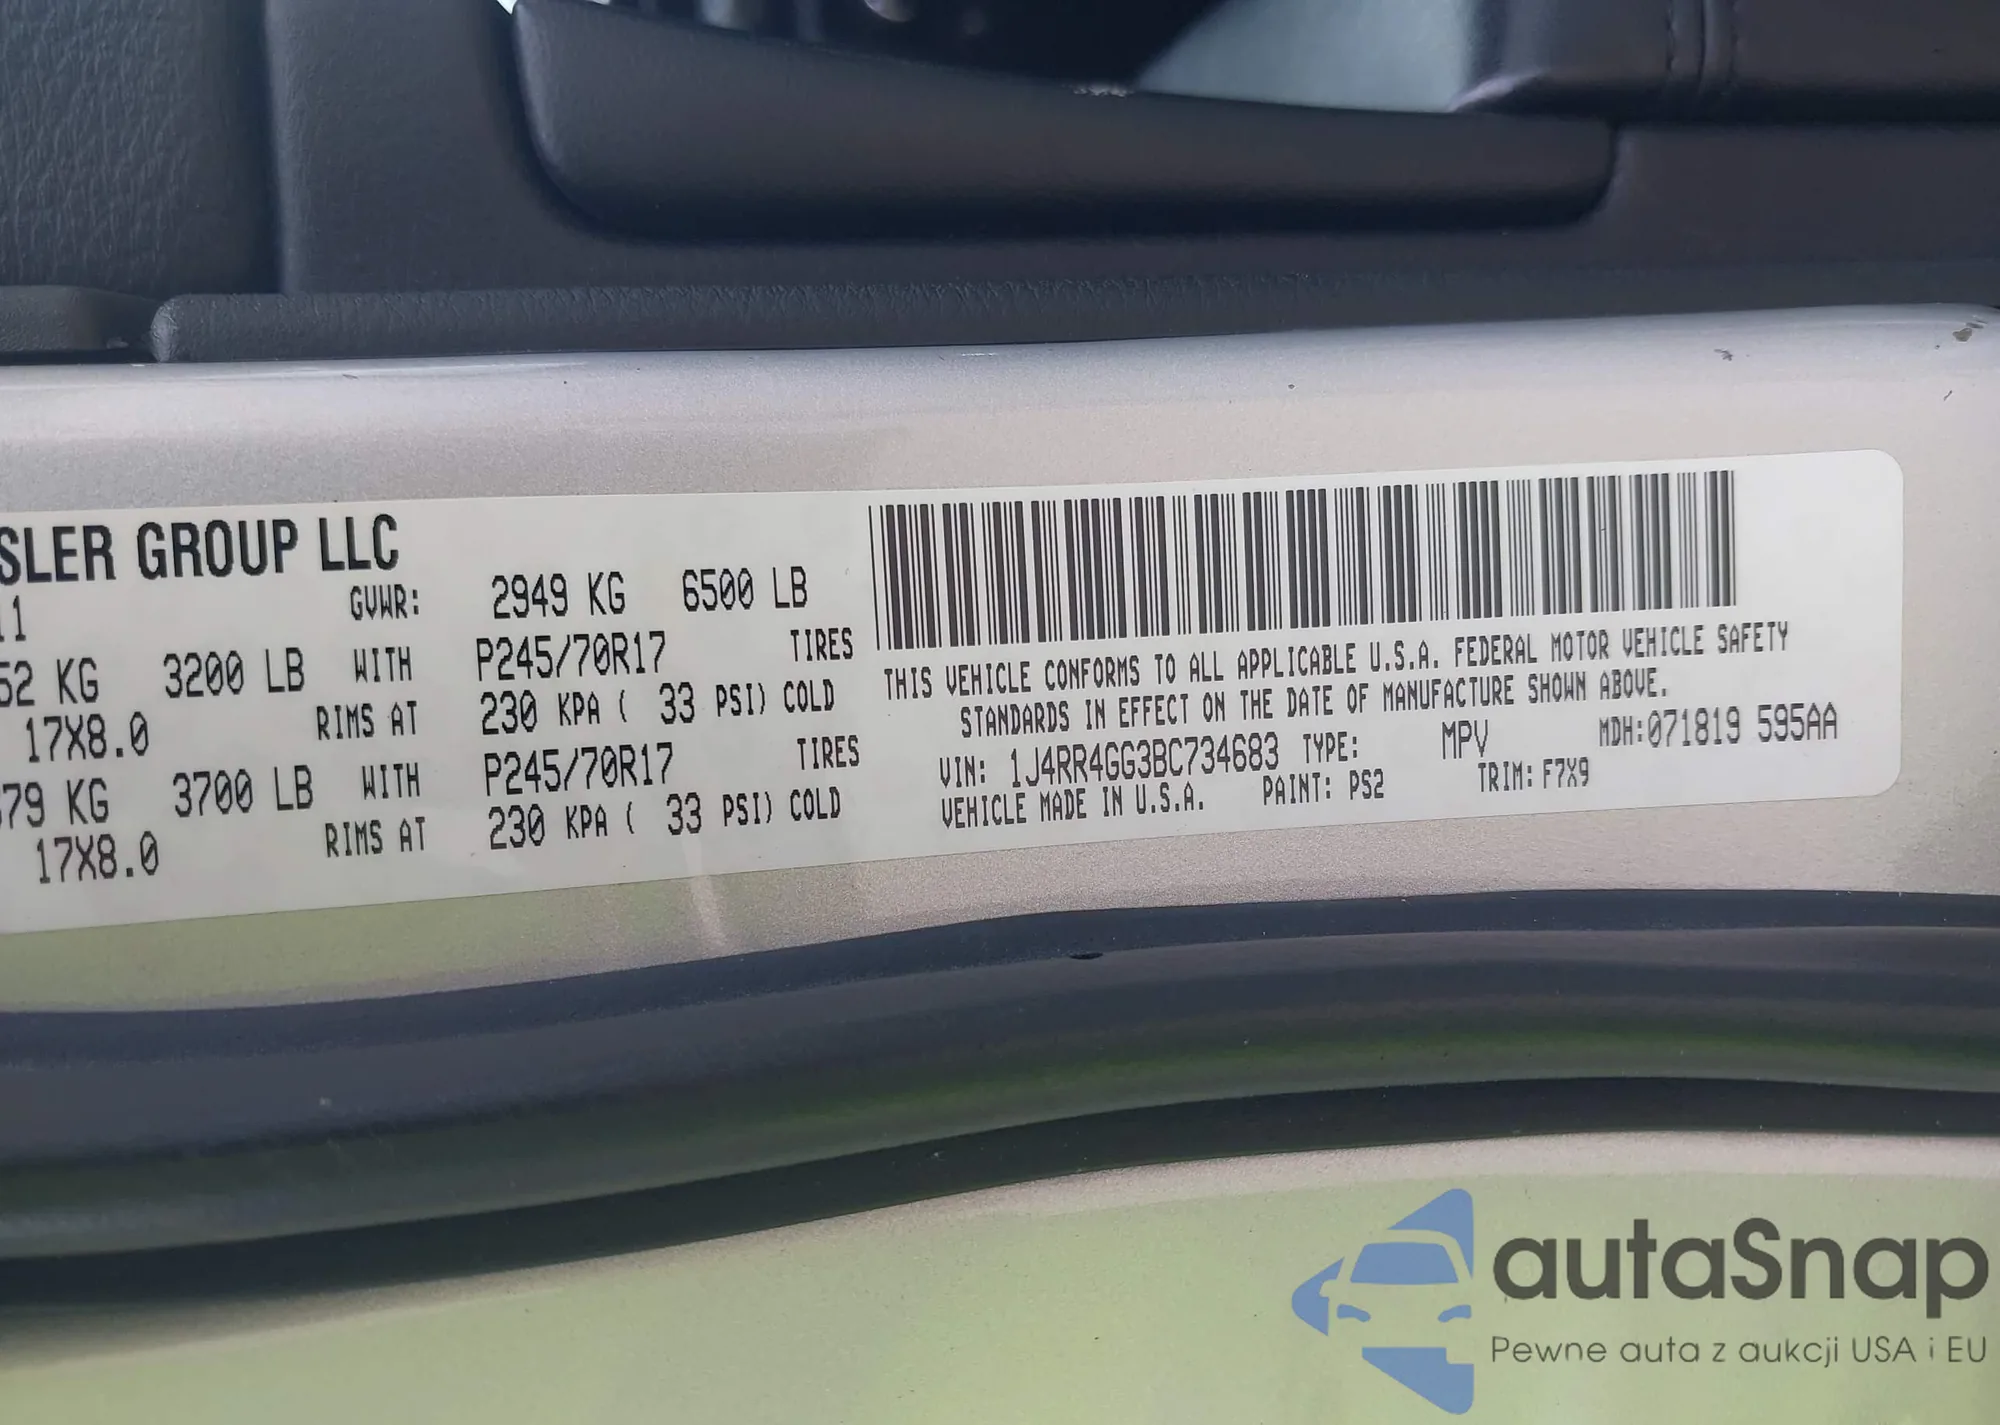 SLER GROUP LLC
11 GVWR: 2949 KG 6500 LB
52 KG 3200 LB WITH P245/70R17 TIRES
17X8.0 RIMS AT 230 KPA ( 33 PSI) COLD
79 KG 3700 LB WITH P245/70R17 TIRES
17X8.0 RIMS AT 230 KPA ( 33 PSI) COLD
THIS VEHICLE CONFORMS TO ALL APPLICABLE U.S.A. FEDERAL MOTOR VEHICLE SAFETY
STANDARDS IN EFFECT ON THE DATE OF MANUFACTURE SHOWN ABOVE.
VIN: 1J4RR4GG3BC734683 TYPE: MPV MDH:071819 595AA
VEHICLE MADE IN U.S.A. PAINT: PS2 TRIM: F7X9
autaSnap
Pewne auta z aukcji USA i EU